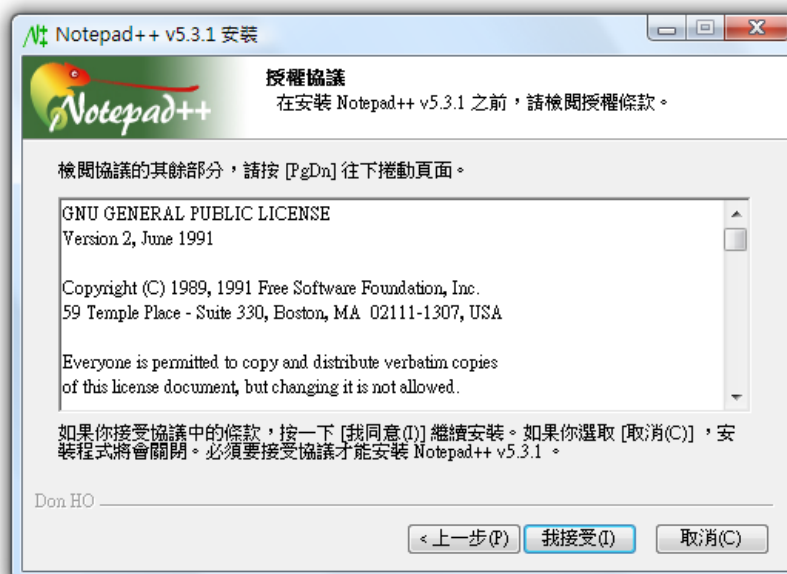 Notepad++ v5.3.1 安裝
Notepad++
授權協議
在安裝 Notepad++ v5.3.1 之前，請檢閱授權條款。
檢閱協議的其餘部分，請按 [PgDn] 往下捲動頁面。
GNU GENERAL PUBLIC LICENSE
Version 2, June 1991
Copyright (C) 1989, 1991 Free Software Foundation, Inc.
59 Temple Place - Suite 330, Boston, MA  02111-1307, USA
Everyone is permitted to copy and distribute verbatim copies
of this license document, but changing it is not allowed.
如果你接受協議中的條款，按一下 [我同意(I)] 繼續安裝。如果你選取 [取消(C)] ，安
裝程式將會關閉。必須要接受協議才能安裝 Notepad++ v5.3.1 。
Don HO
< 上一步(P)
我接受(I)
取消(C)